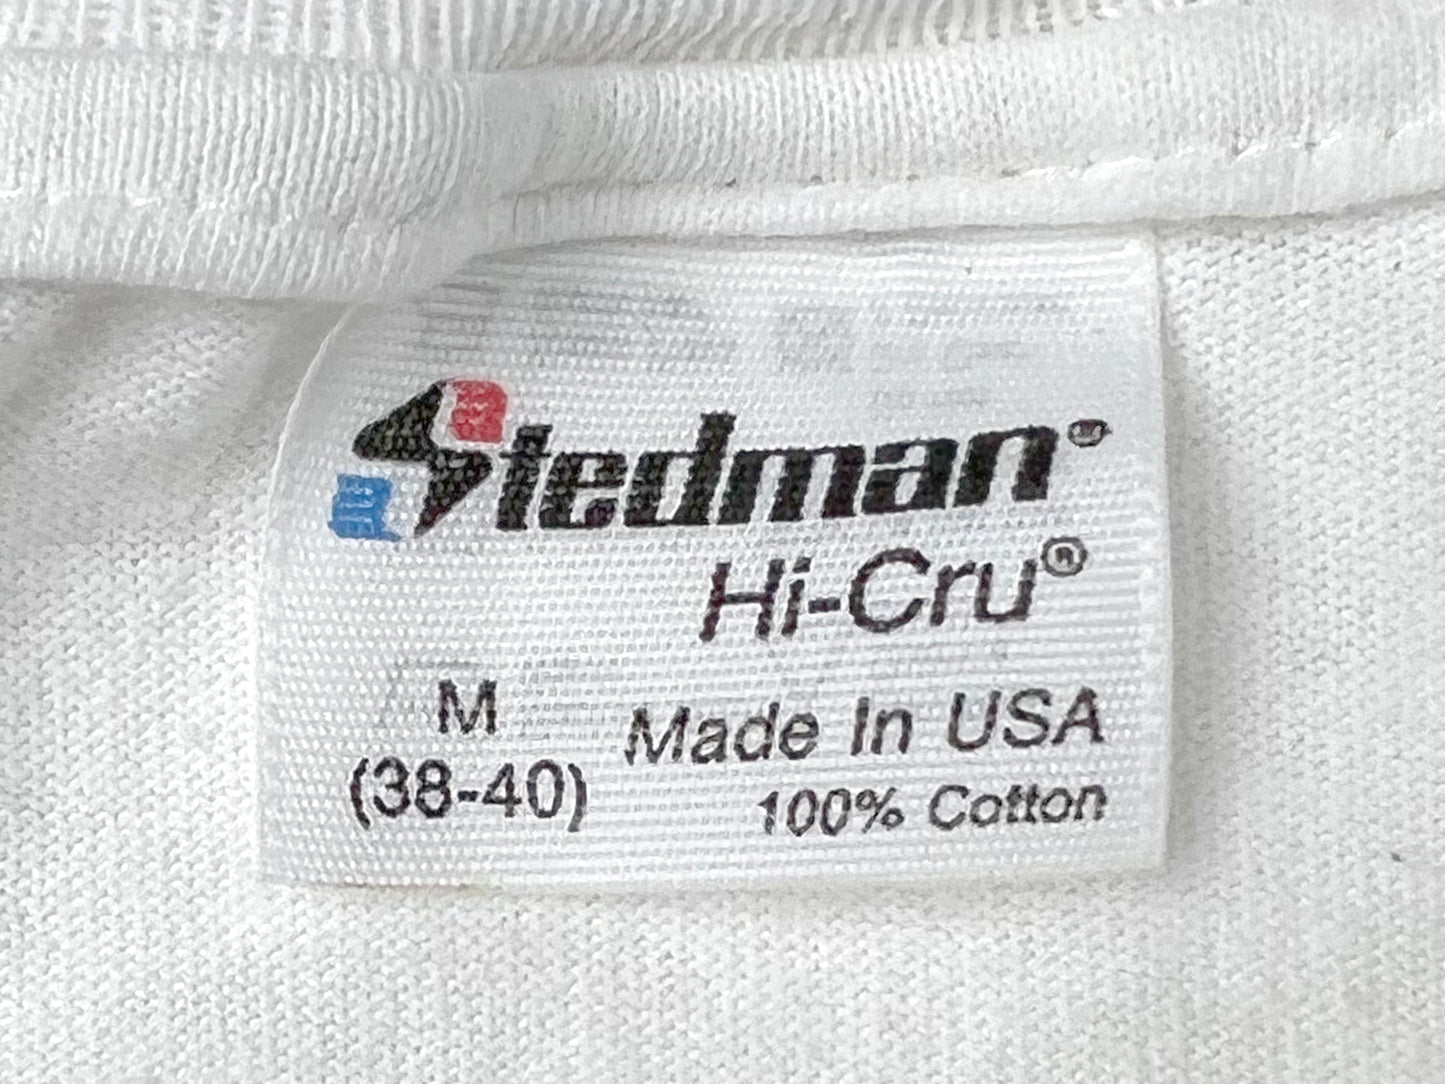 Stedman®
Hi-Cru®
M
(38-40)
Made In USA
100% Cotton